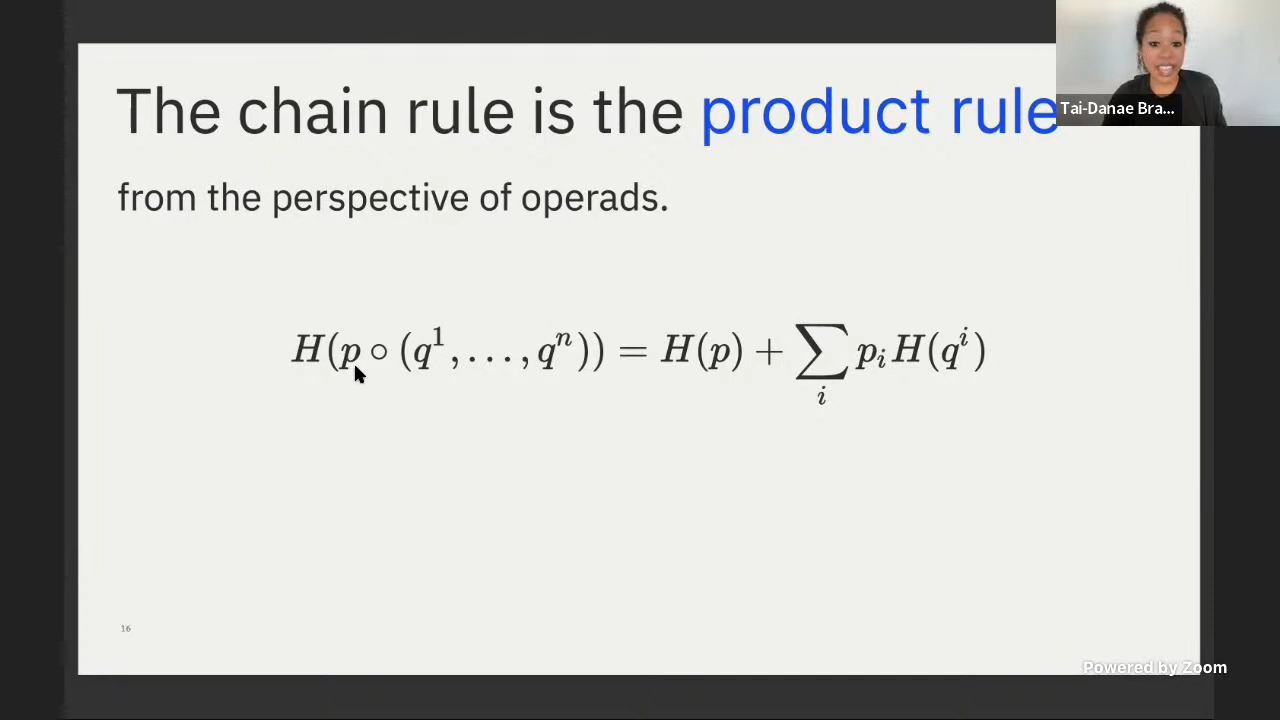 The chain rule is the product rule
Tai-Danae Bra...
from the perspective of operads.
H(p ∘ (q¹, . . . , qⁿ)) = H(p) + ∑ᵢ pᵢH(qⁱ)
16
Powered by Zoom